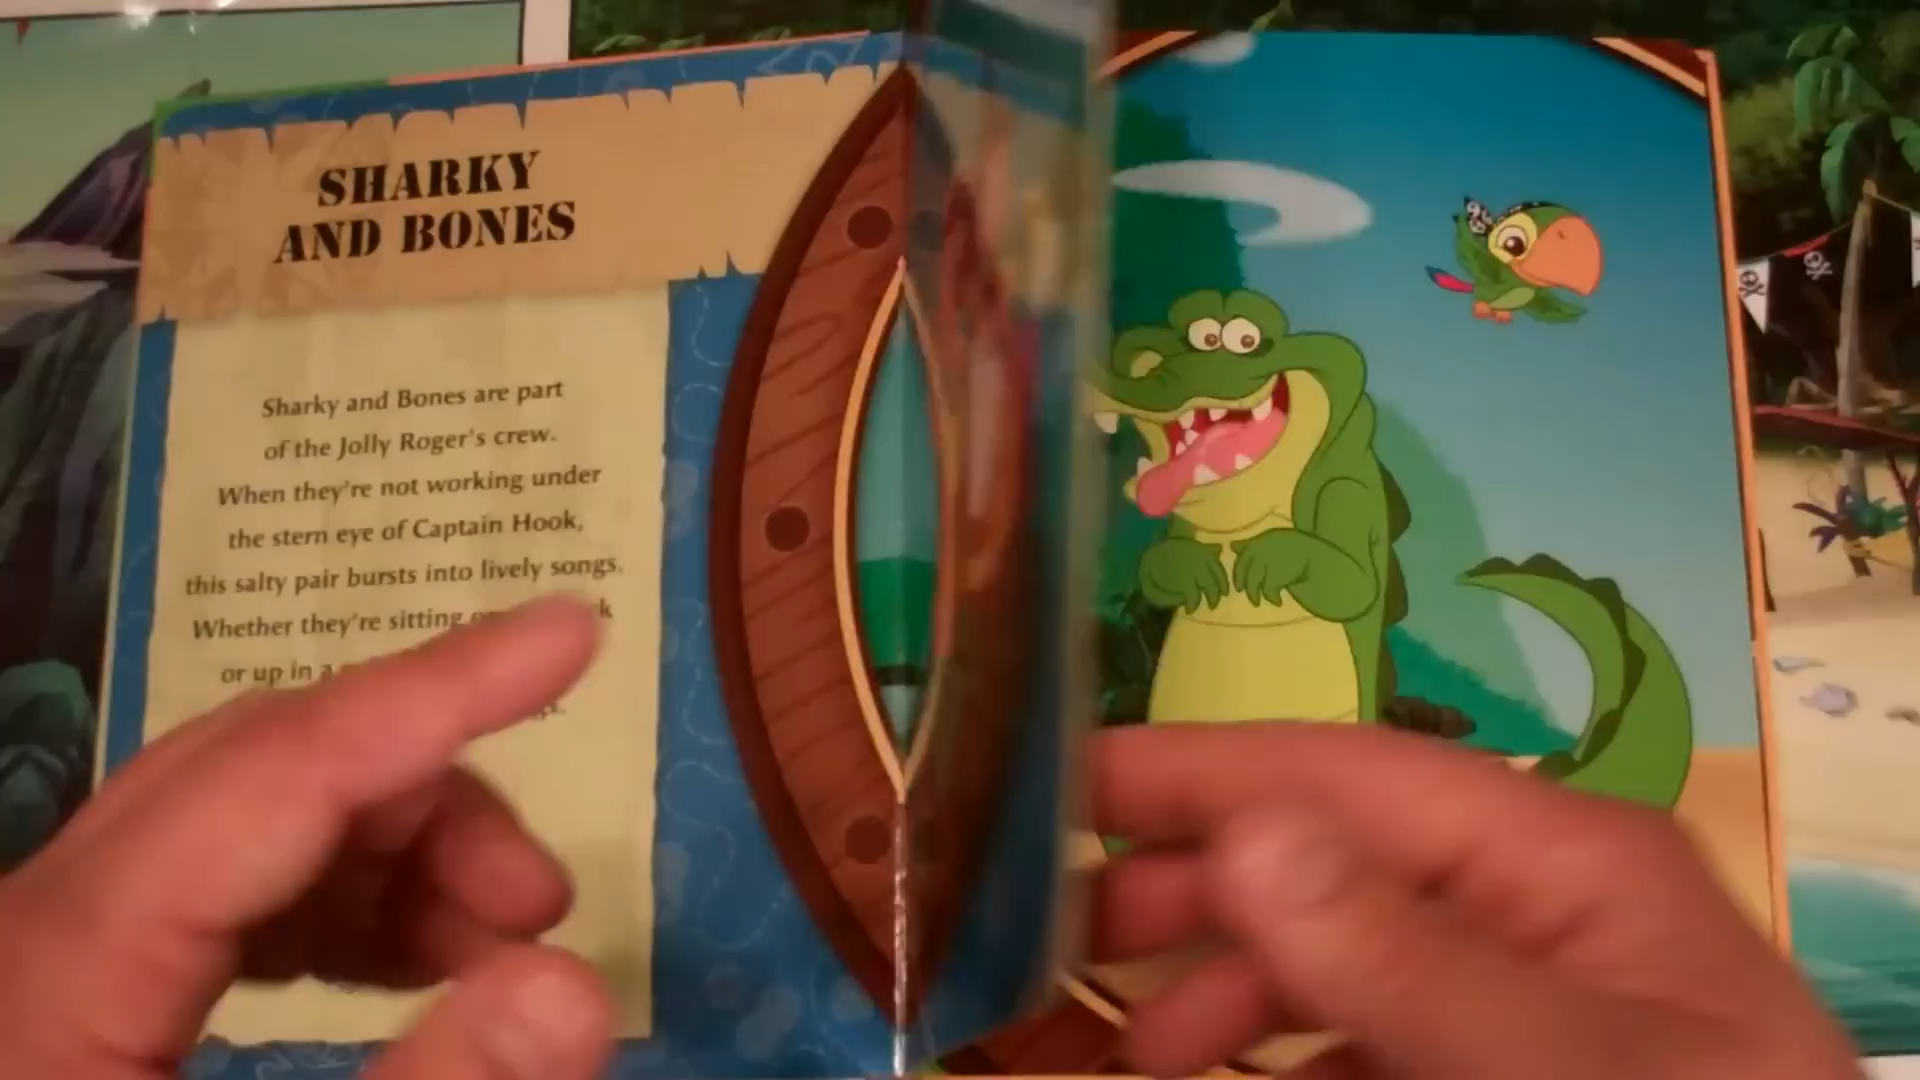 SHARKY
AND BONES
Sharky and Bones are part
of the Jolly Roger's crew.
When they're not working under
the stern eye of Captain Hook,
this salty pair bursts into lively songs.
Whether they're sitting
or up in a